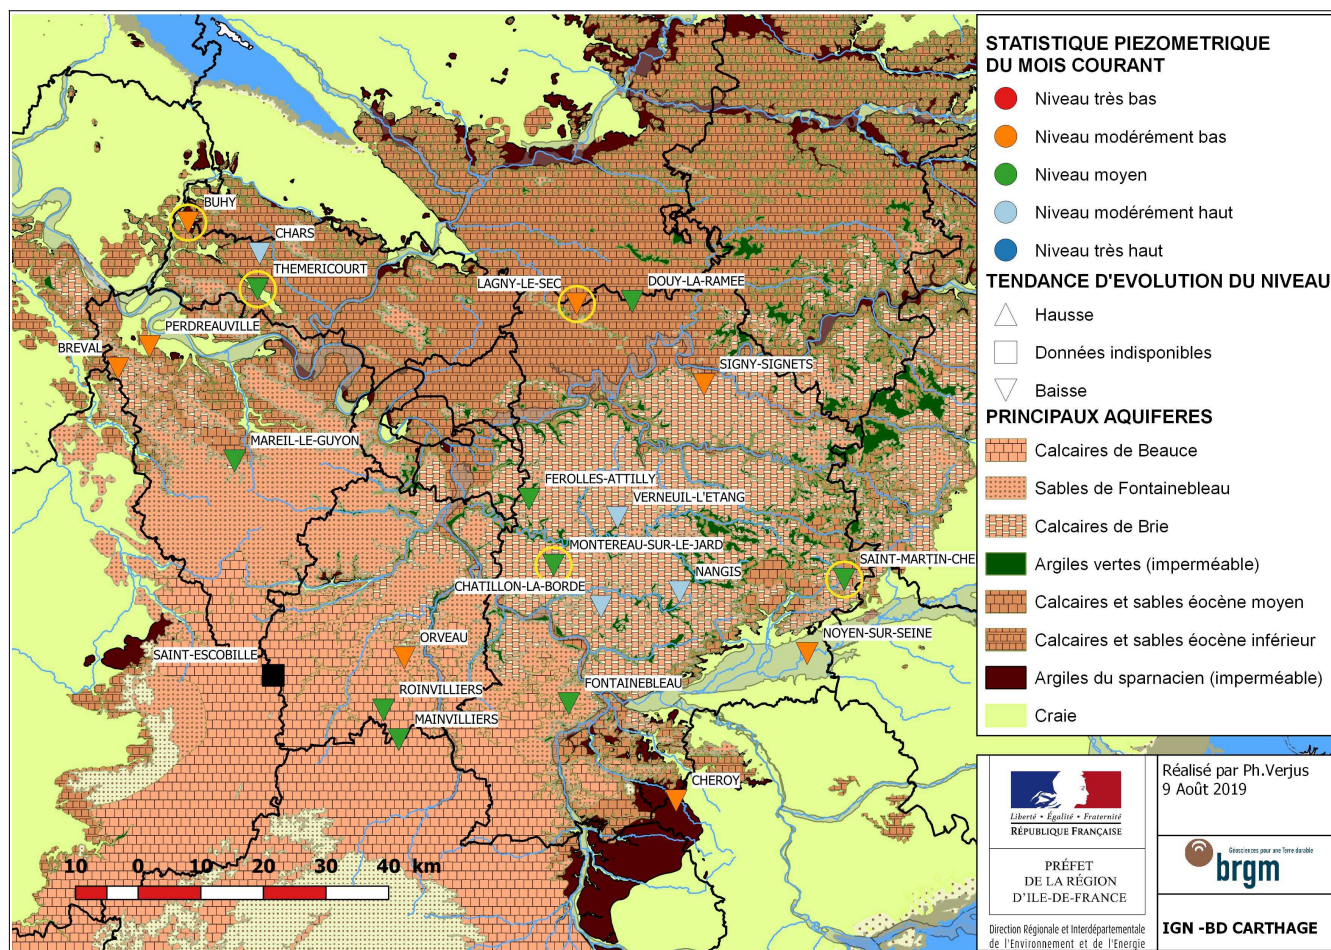 BUHY
CHARS
THEMERICOURT
LAGNY-LE-SEC
DOUY-LA-RAMEE
PERDREAUVILLE
BREVAL
SIGNY-SIGNETS
MAREIL-LE-GUYON
FEROLLES-ATTILLY
VERNEUIL-L'ETANG
MONTEREAU-SUR-LE-JARD
SAINT-MARTIN-CHE
CHATILLON-LA-BORDE
NANGIS
NOYEN-SUR-SEINE
ORVEAU
SAINT-ESCOBILLE
ROINVILLIERS
FONTAINEBLEAU
MAINVILLIERS
CHEROY
10 0 10 20 30 40 km
STATISTIQUE PIEZOMETRIQUE
DU MOIS COURANT
Niveau très bas
Niveau modérément bas
Niveau moyen
Niveau modérément haut
Niveau très haut
TENDANCE D'EVOLUTION DU NIVEAU
Hausse
Données indisponibles
Baisse
PRINCIPAUX AQUIFERES
Calcaires de Beauce
Sables de Fontainebleau
Calcaires de Brie
Argiles vertes (imperméable)
Calcaires et sables éocène moyen
Calcaires et sables éocène inférieur
Argiles du sparnacien (imperméable)
Craie
Liberté • Égalité • Fraternité
RÉPUBLIQUE FRANÇAISE
PRÉFET
DE LA RÉGION
D'ILE-DE-FRANCE
Direction Régionale et Interdépartementale
de l'Environnement et de l'Energie
Réalisé par Ph.Verjus
9 Août 2019
Géosciences pour une Terre durable
brgm
IGN -BD CARTHAGE